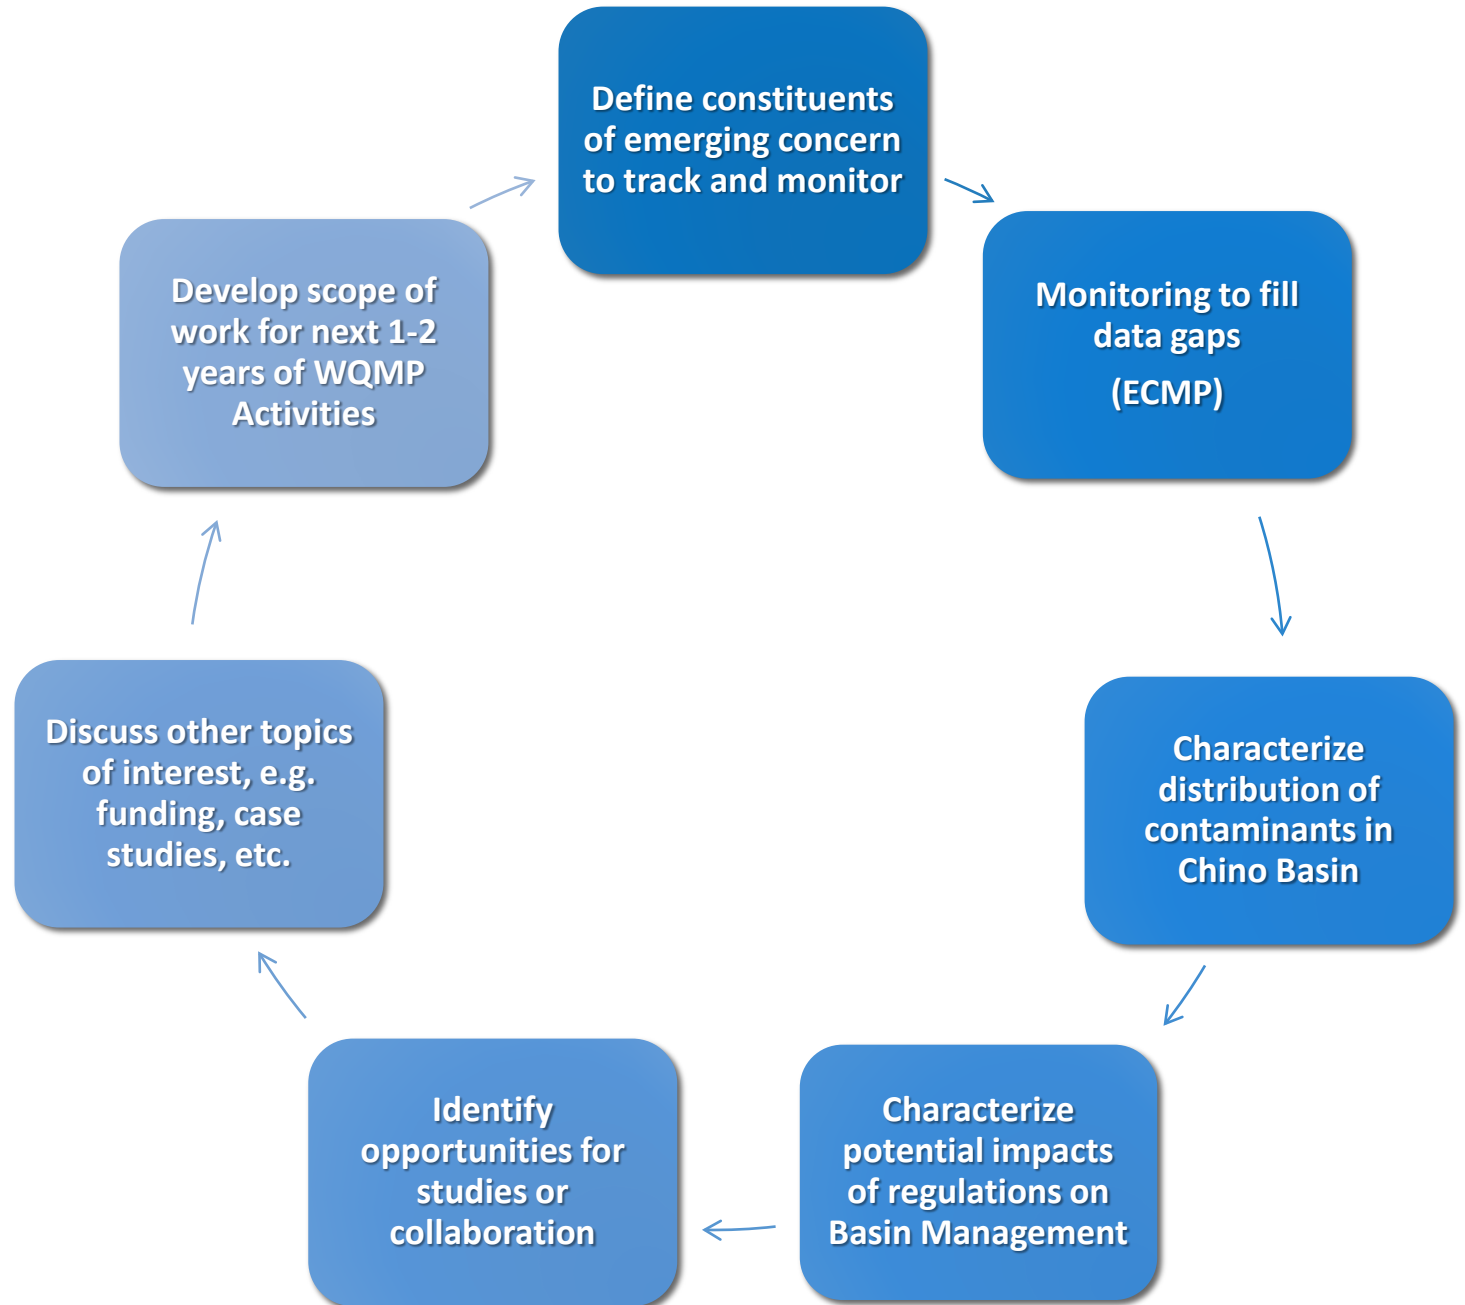 Define constituents
of emerging concern
to track and monitor
Monitoring to fill
data gaps
(ECMP)
Characterize
distribution of
contaminants in
Chino Basin
Characterize
potential impacts
of regulations on
Basin Management
Identify
opportunities for
studies or
collaboration
Discuss other topics
of interest, e.g.
funding, case
studies, etc.
Develop scope of
work for next 1-2
years of WQMP
Activities